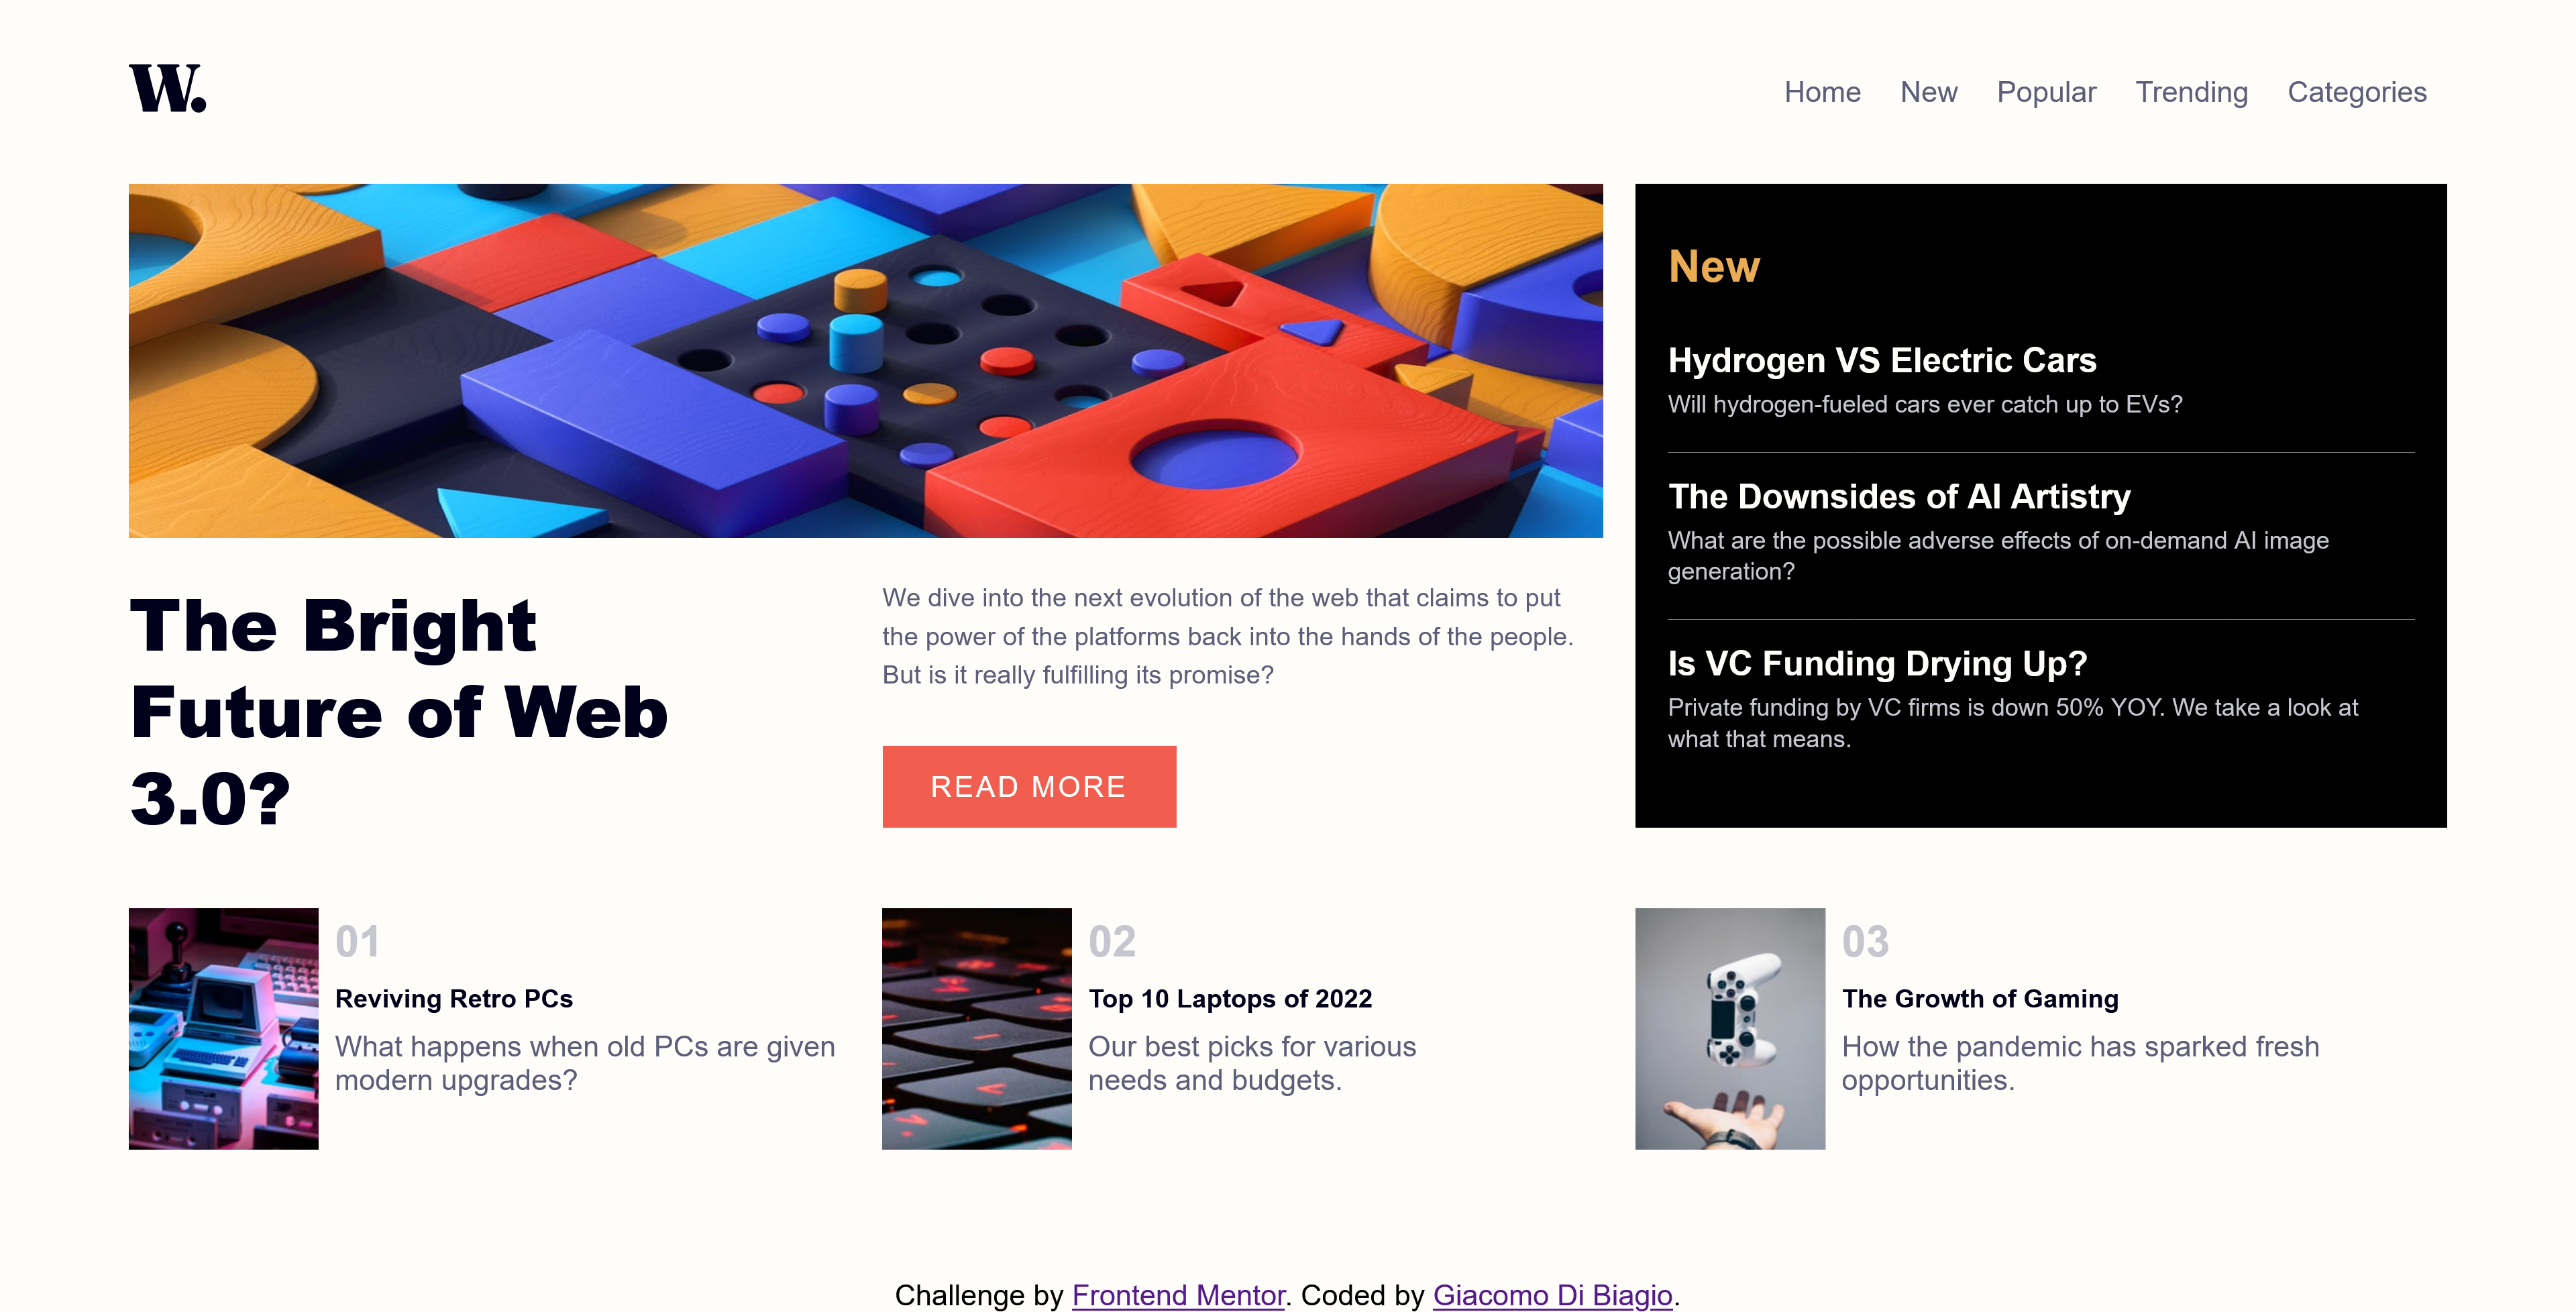 W.
Home New Popular Trending Categories
New
Hydrogen VS Electric Cars
Will hydrogen-fueled cars ever catch up to EVs?
The Downsides of AI Artistry
What are the possible adverse effects of on-demand AI image
generation?
Is VC Funding Drying Up?
Private funding by VC firms is down 50% YOY. We take a look at
what that means.
The Bright
Future of Web
3.0?
We dive into the next evolution of the web that claims to put
the power of the platforms back into the hands of the people.
But is it really fulfilling its promise?
READ MORE
01
Reviving Retro PCs
What happens when old PCs are given
modern upgrades?
02
Top 10 Laptops of 2022
Our best picks for various
needs and budgets.
03
The Growth of Gaming
How the pandemic has sparked fresh
opportunities.
Challenge by Frontend Mentor. Coded by Giacomo Di Biagio.